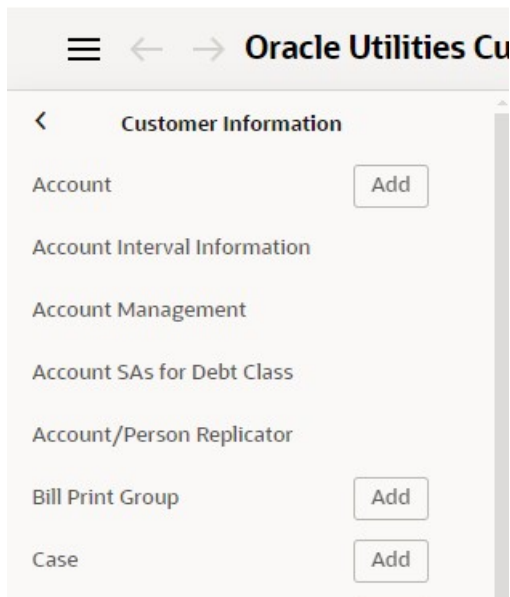 Oracle Utilities Cu
Customer Information
Account Add
Account Interval Information
Account Management
Account SAs for Debt Class
Account/Person Replicator
Bill Print Group Add
Case Add